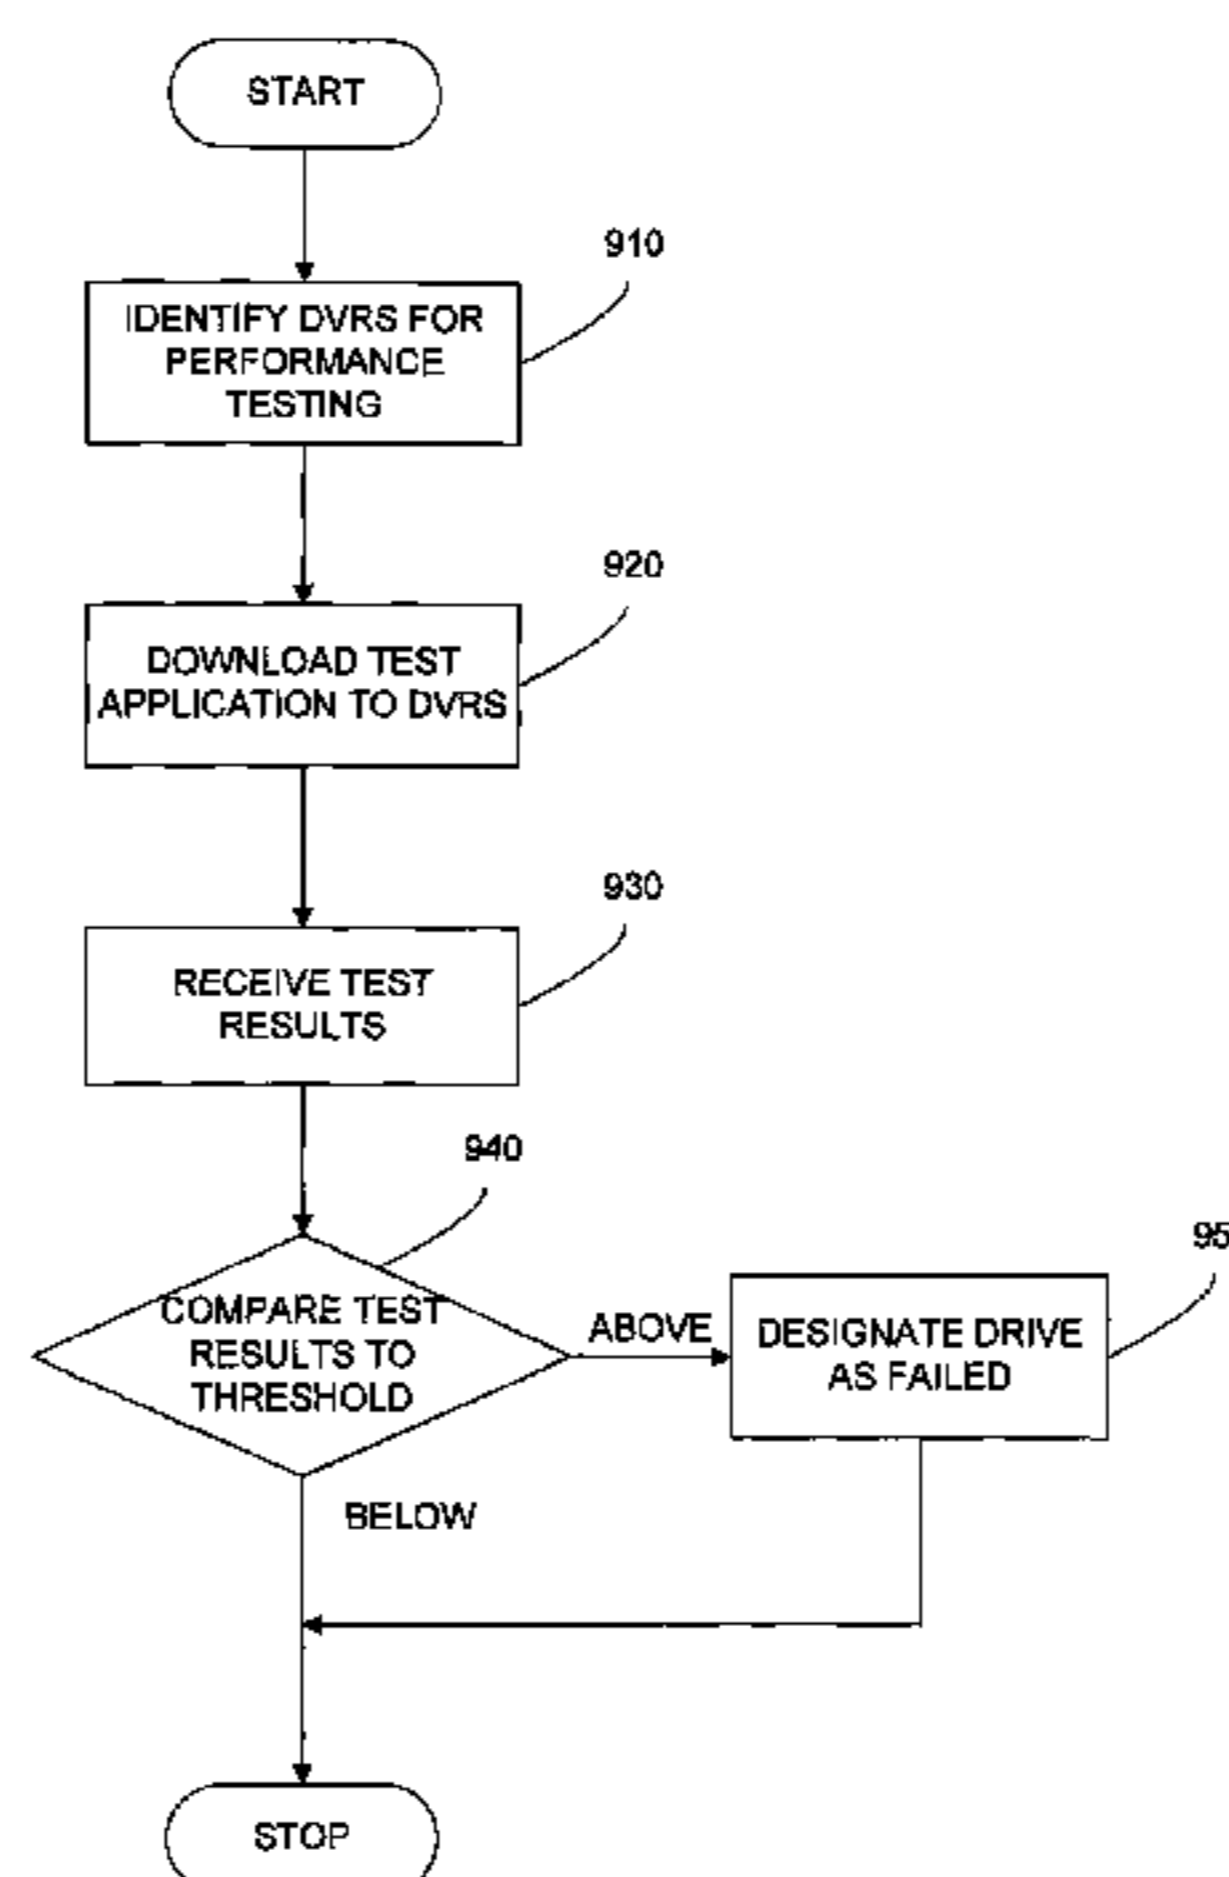 START
910
IDENTIFY DVRS FOR
PERFORMANCE
TESTING
920
DOWNLOAD TEST
APPLICATION TO DVRS
930
RECEIVE TEST
RESULTS
940
COMPARE TEST
RESULTS TO
THRESHOLD
ABOVE
95
DESIGNATE DRIVE
AS FAILED
BELOW
STOP